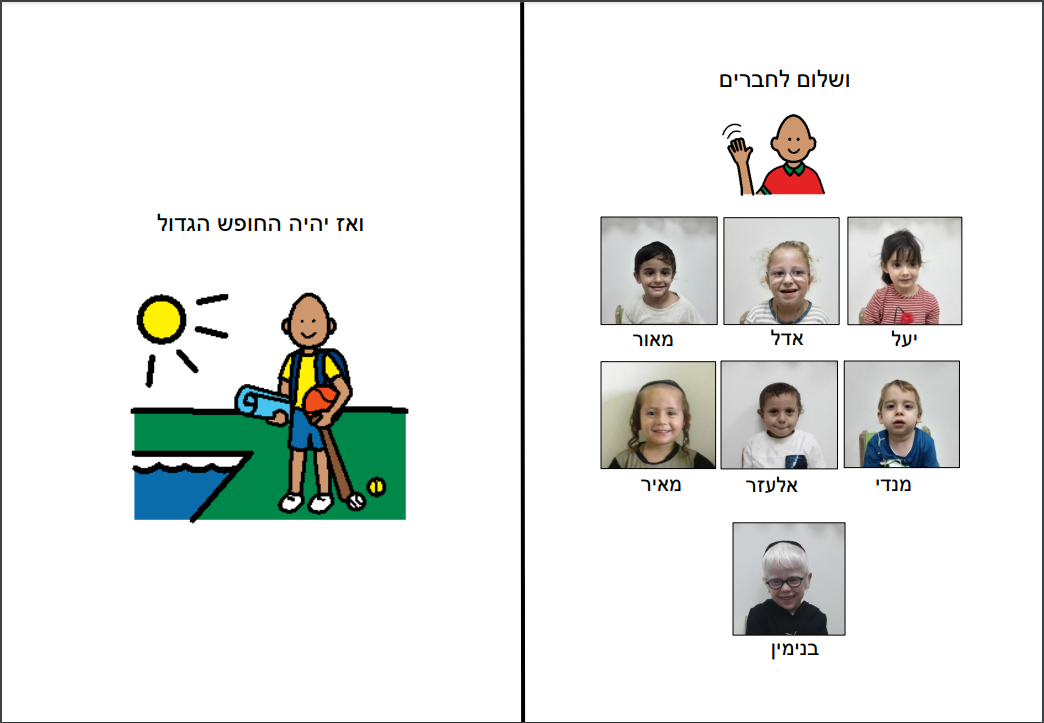 ושלום לחברים
יעל
אדל
מאור
מנדי
אלעזר
מאיר
בנימין
ואז יהיה החופש הגדול